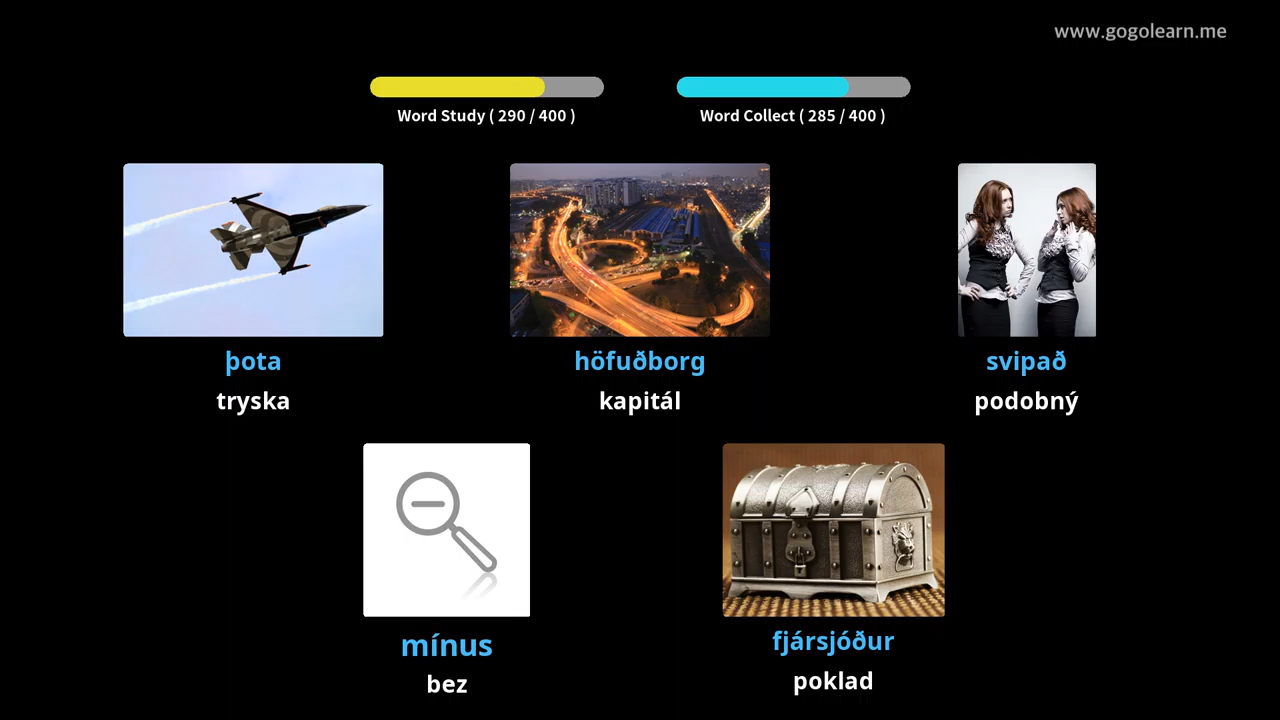 www.gogolearn.me
Word Study ( 290 / 400 )
Word Collect ( 285 / 400 )
þota
höfuðborg
svipað
tryska
kapitál
podobný
mínus
fjársjóður
bez
poklad